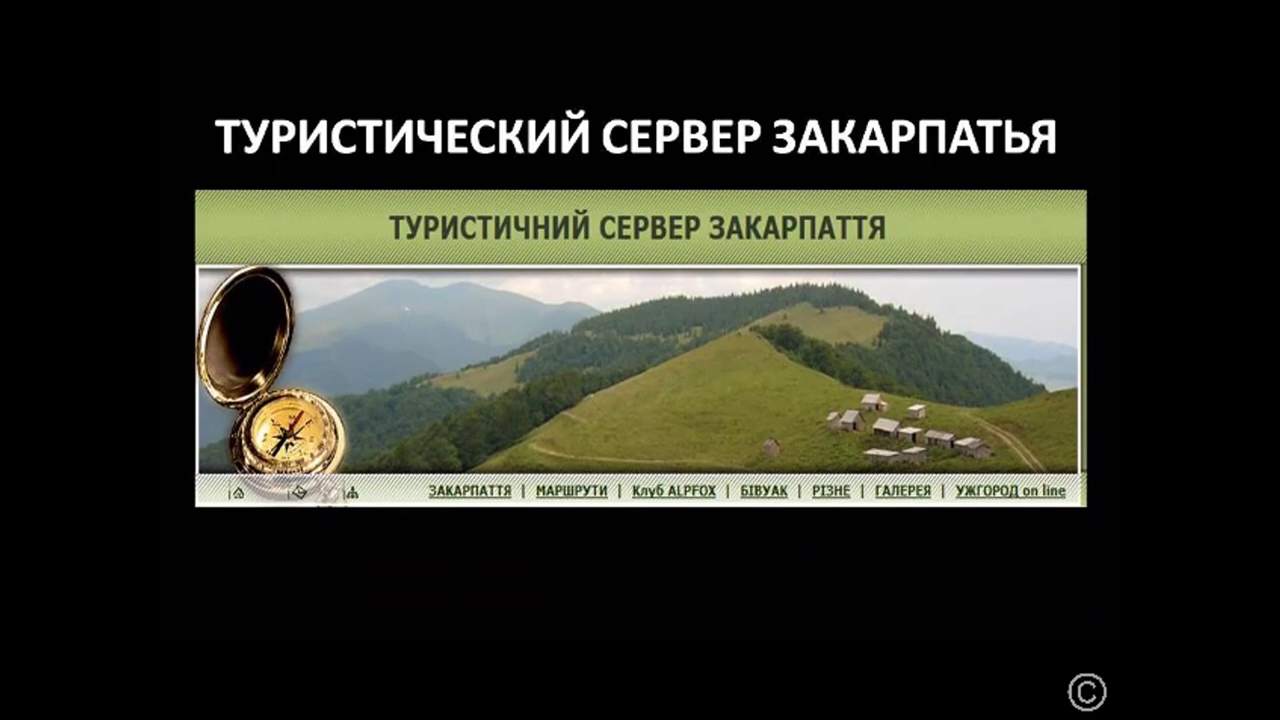 ТУРИСТИЧЕСКИЙ СЕРВЕР ЗАКАРПАТЬЯ
ТУРИСТИЧНИЙ СЕРВЕР ЗАКАРПАТТЯ
ЗАКАРПАТТЯ | МАРШРУТИ | Клуб ALPFOX | БІВУАК | РІЗНЕ | ГАЛЕРЕЯ | УЖГОРОД on line
©